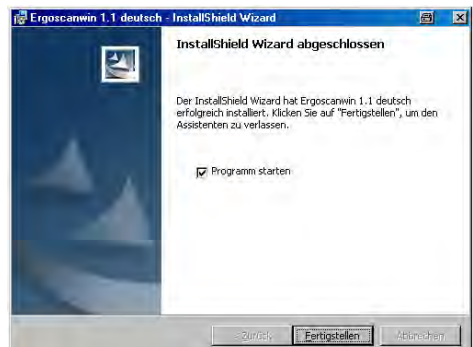 Ergoscanwin 1.1 deutsch - InstallShield Wizard
InstallShield Wizard abgeschlossen
Der InstallShield Wizard hat Ergoscanwin 1.1 deutsch
erfolgreich installiert. Klicken Sie auf "Fertigstellen", um den
Assistenten zu verlassen.
Programm starten
Zurück Fertigstellen Abbrechen